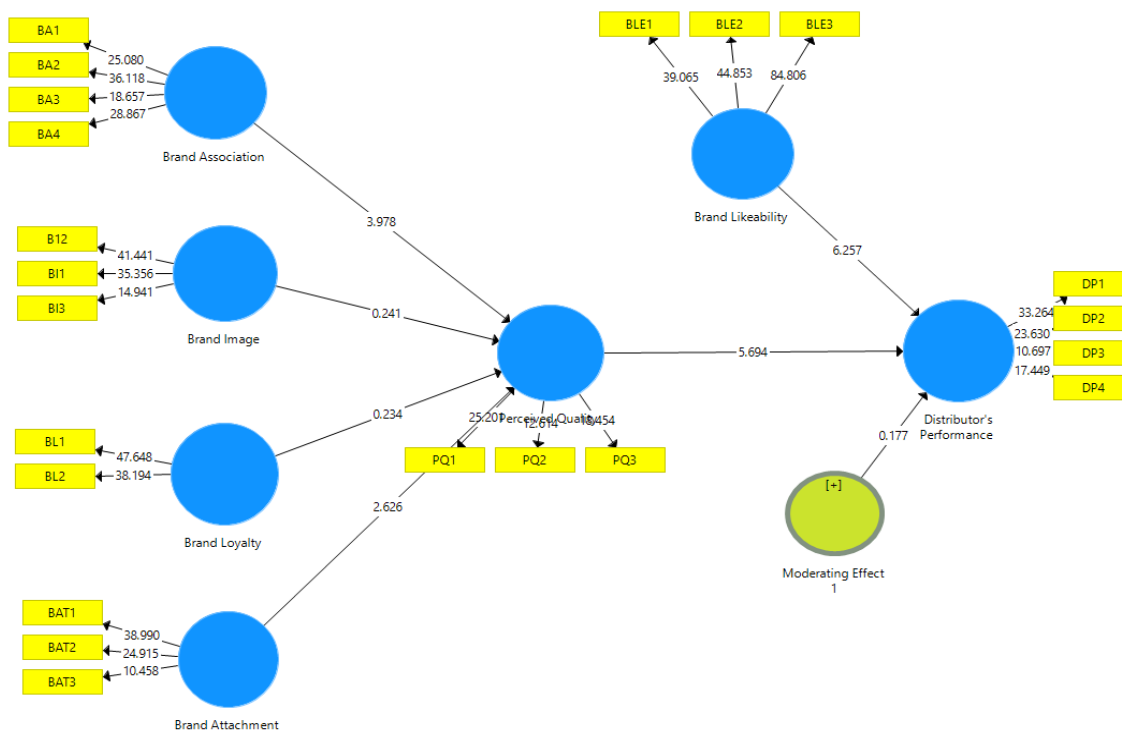 BA1
25.080
BA2
36.118
BA3
18.657
BA4
28.867
Brand Association
3.978
BLE1
BLE2
BLE3
39.065
44.853
84.806
Brand Likeability
6.257
B12
41.441
BI1
35.356
BI3
14.941
Brand Image
0.241
BL1
47.648
BL2
38.194
Brand Loyalty
0.234
BAT1
38.990
BAT2
24.915
BAT3
10.458
Brand Attachment
2.626
Perceived Quality
25.201
12.614
PQ1
PQ2
PQ3
5.694
DP1
33.264
DP2
23.630
DP3
10.697
DP4
17.449
Distributor's
Performance
0.177
[+]
Moderating Effect
1